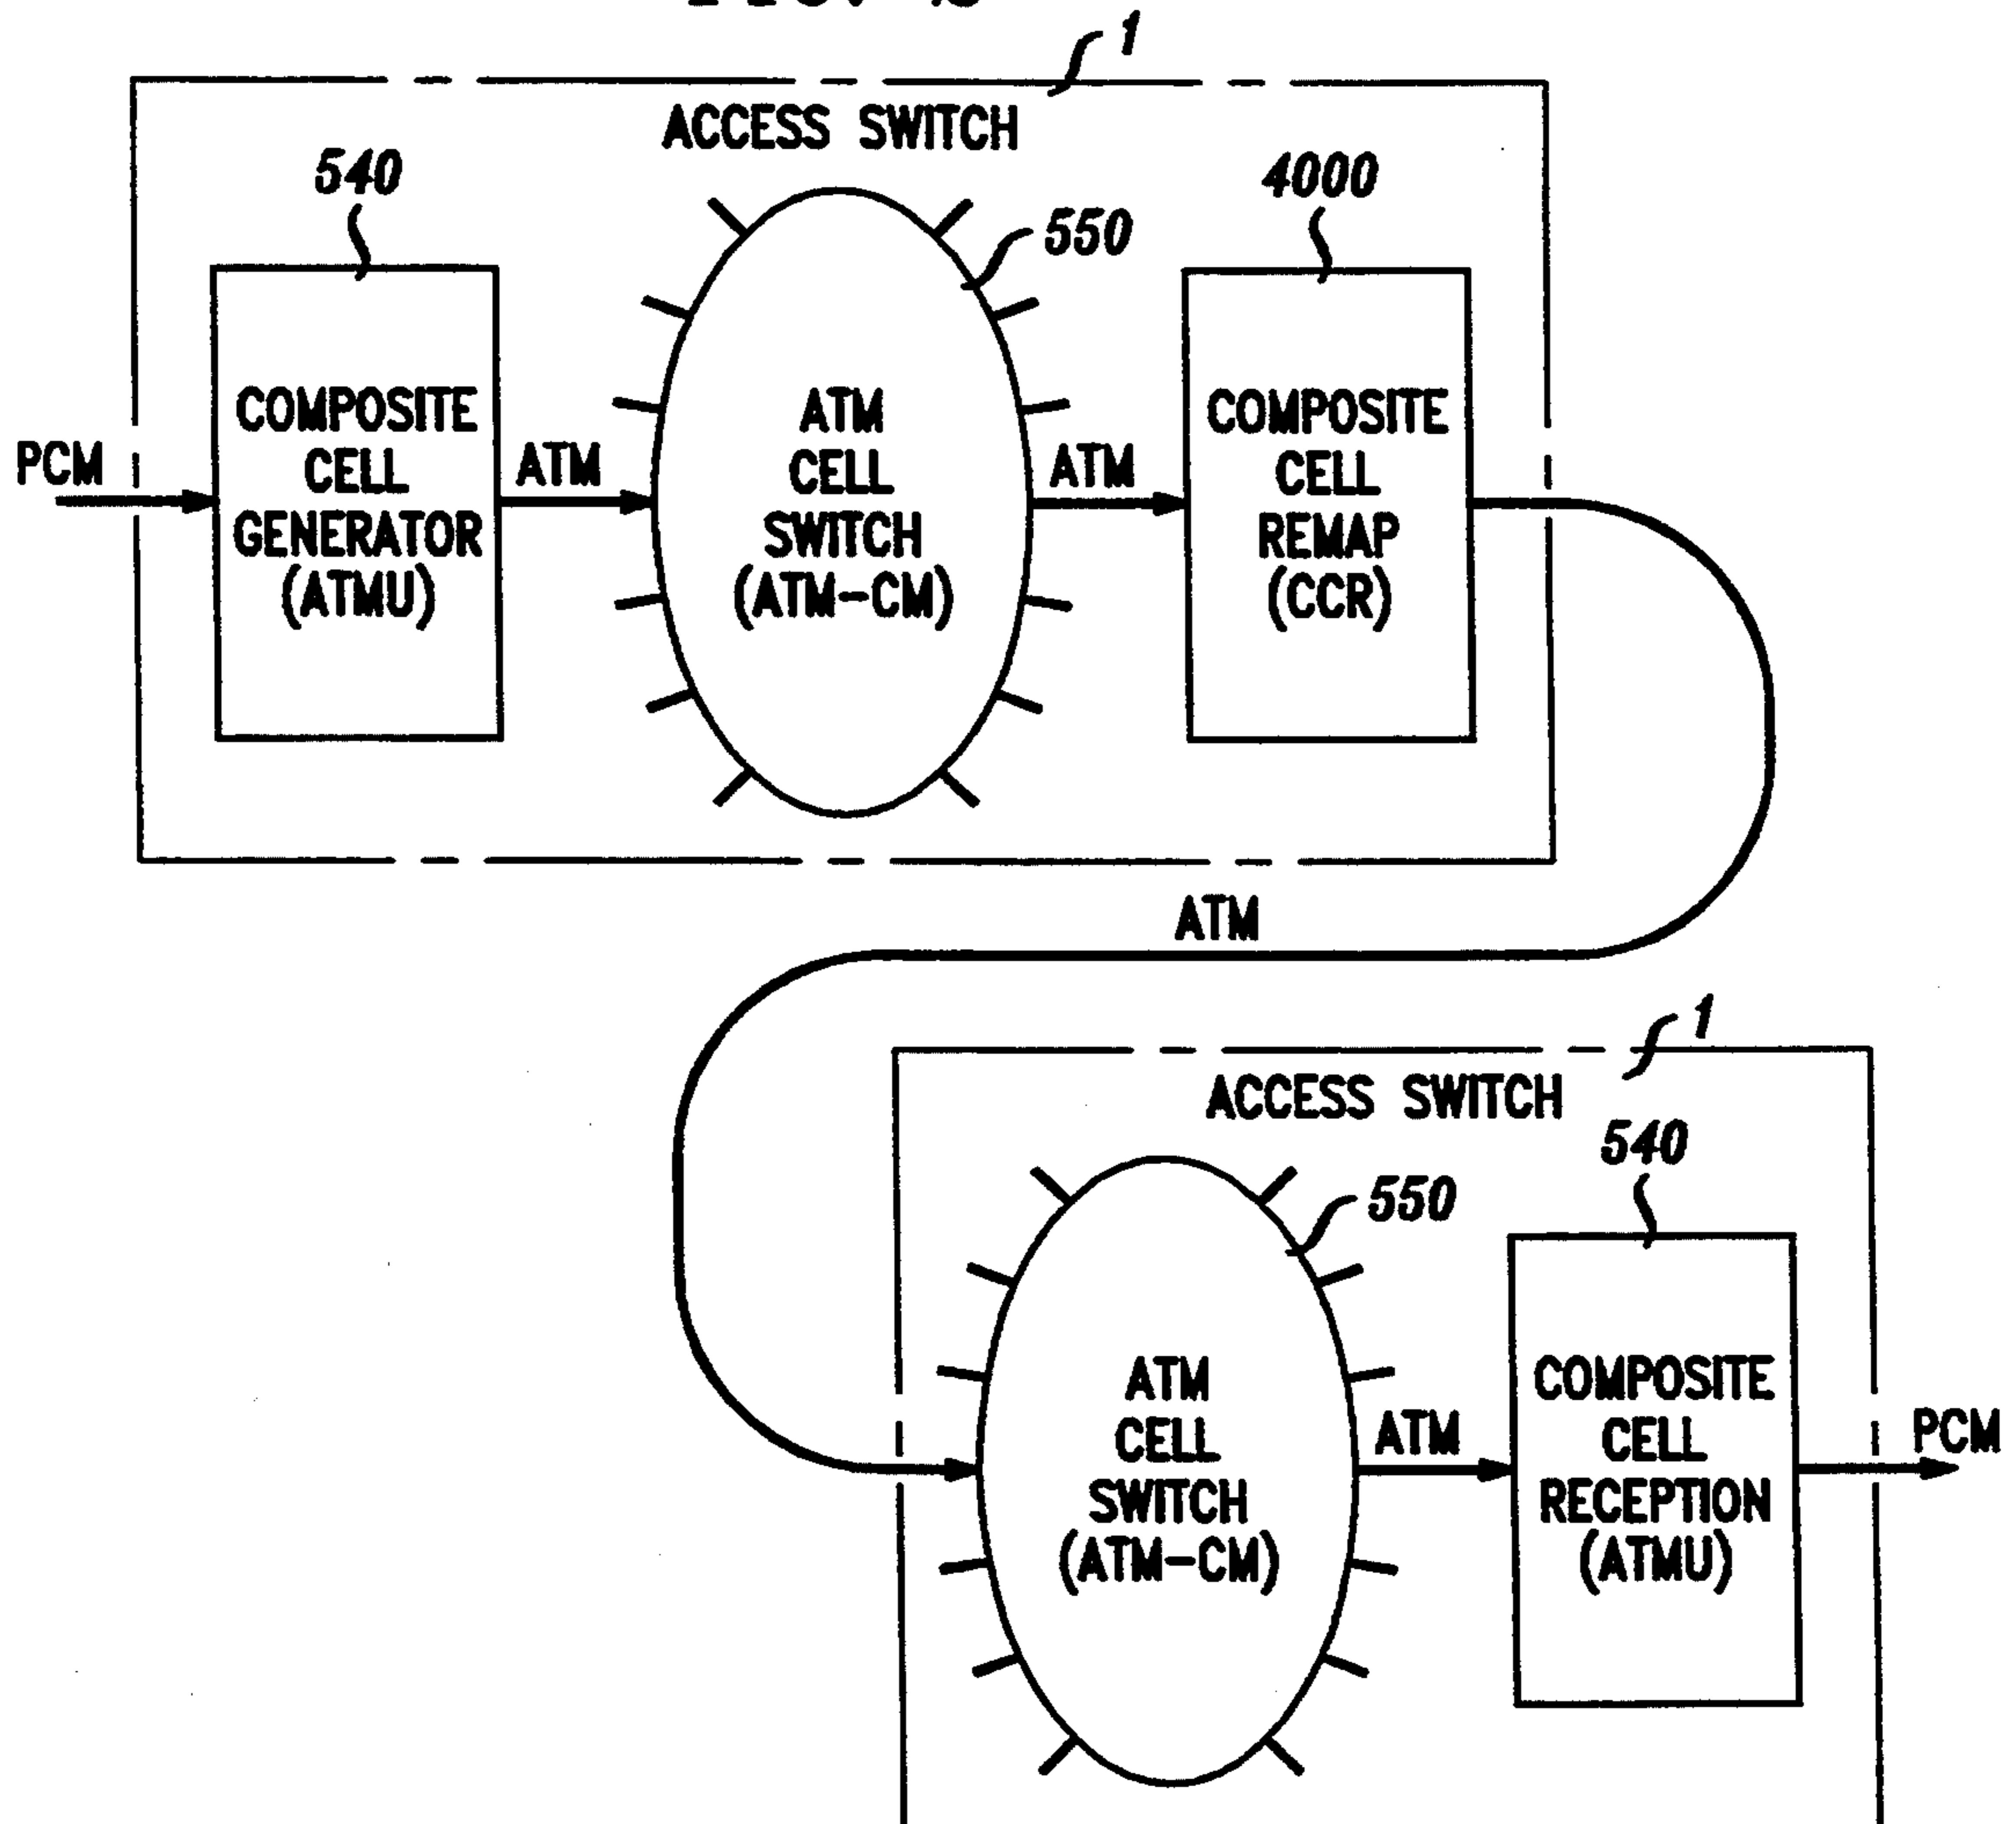 1
ACCESS SWITCH
540
4000
550
COMPOSITE
CELL
GENERATOR
(ATMU)
ATM
CELL
SWITCH
(ATM-CM)
COMPOSITE
CELL
REMAP
(CCR)
PCM
ATM
ATM
ATM
1
ACCESS SWITCH
540
550
ATM
CELL
SWITCH
(ATM-CM)
ATM
COMPOSITE
CELL
RECEPTION
(ATMU)
PCM